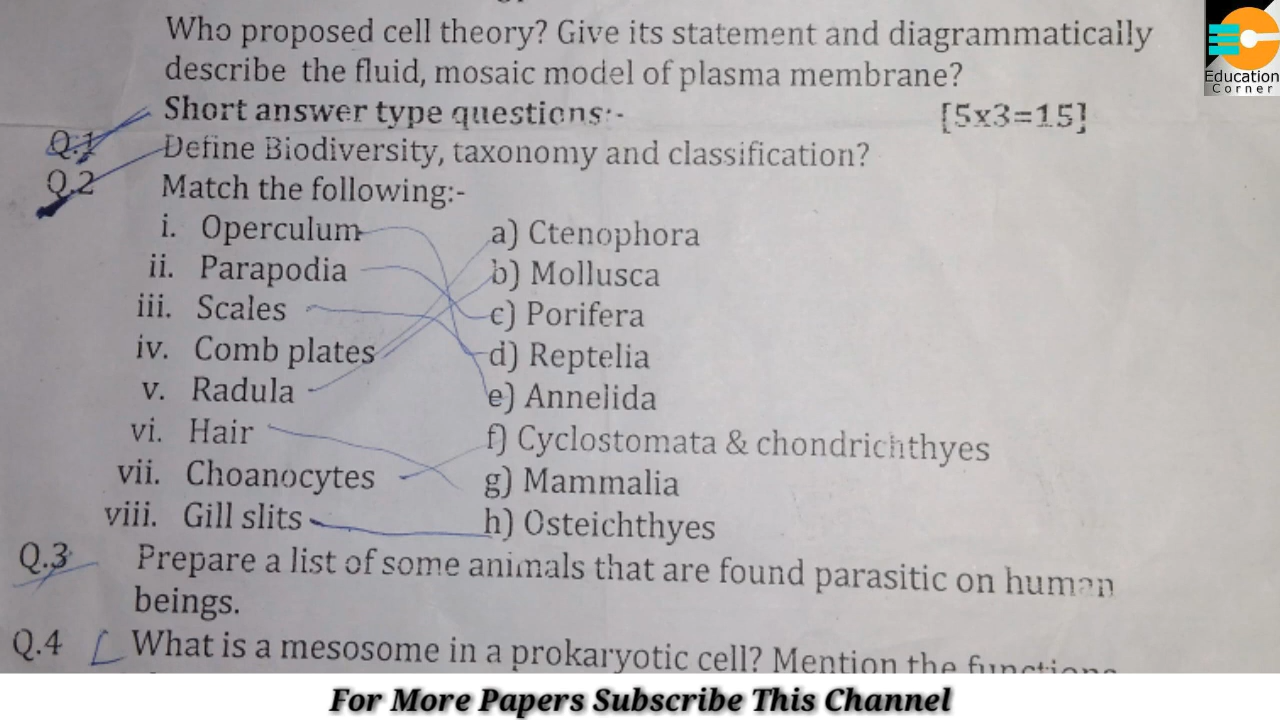 Who proposed cell theory? Give its statement and diagrammatically
describe the fluid, mosaic model of plasma membrane?
Short answer type questions:- [5x3=15]
Q.1 Define Biodiversity, taxonomy and classification?
Q.2 Match the following:-
i. Operculum a) Ctenophora
ii. Parapodia b) Mollusca
iii. Scales c) Porifera
iv. Comb plates d) Reptelia
v. Radula e) Annelida
vi. Hair f) Cyclostomata & chondrichthyes
vii. Choanocytes g) Mammalia
viii. Gill slits h) Osteichthyes
Q.3 Prepare a list of some animals that are found parasitic on human
beings.
Q.4 What is a mesosome in a prokaryotic cell? Mention the functions
For More Papers Subscribe This Channel
Education
Corner